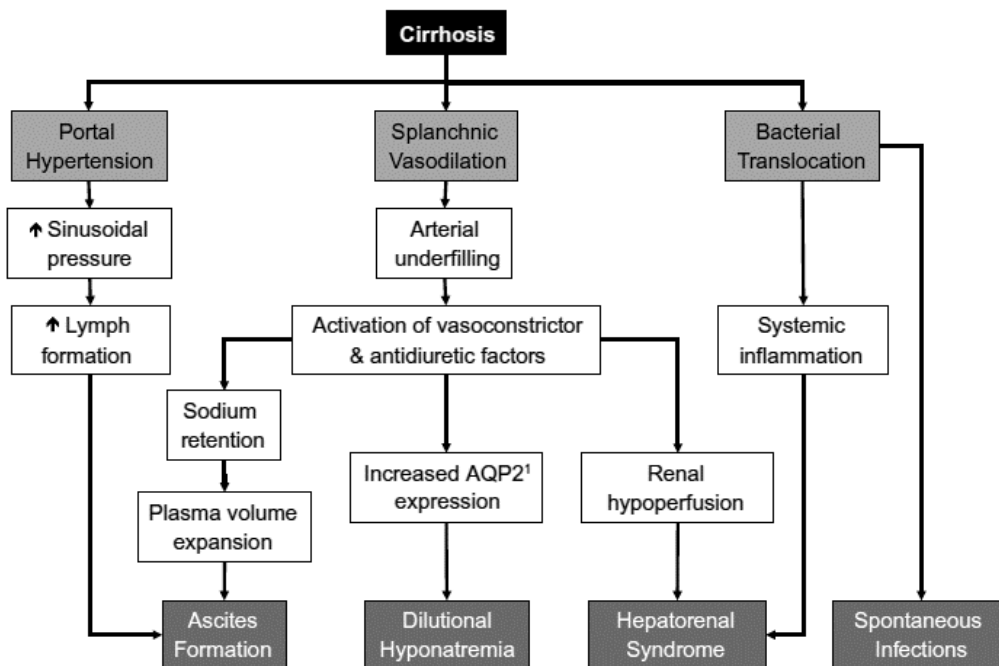 Cirrhosis
Portal
Hypertension
Splanchnic
Vasodilation
Bacterial
Translocation
↑ Sinusoidal
pressure
Arterial
underfilling
↑ Lymph
formation
Activation of vasoconstrictor
& antidiuretic factors
Systemic
inflammation
Sodium
retention
Increased AQP2¹
expression
Renal
hypoperfusion
Plasma volume
expansion
Ascites
Formation
Dilutional
Hyponatremia
Hepatorenal
Syndrome
Spontaneous
Infections